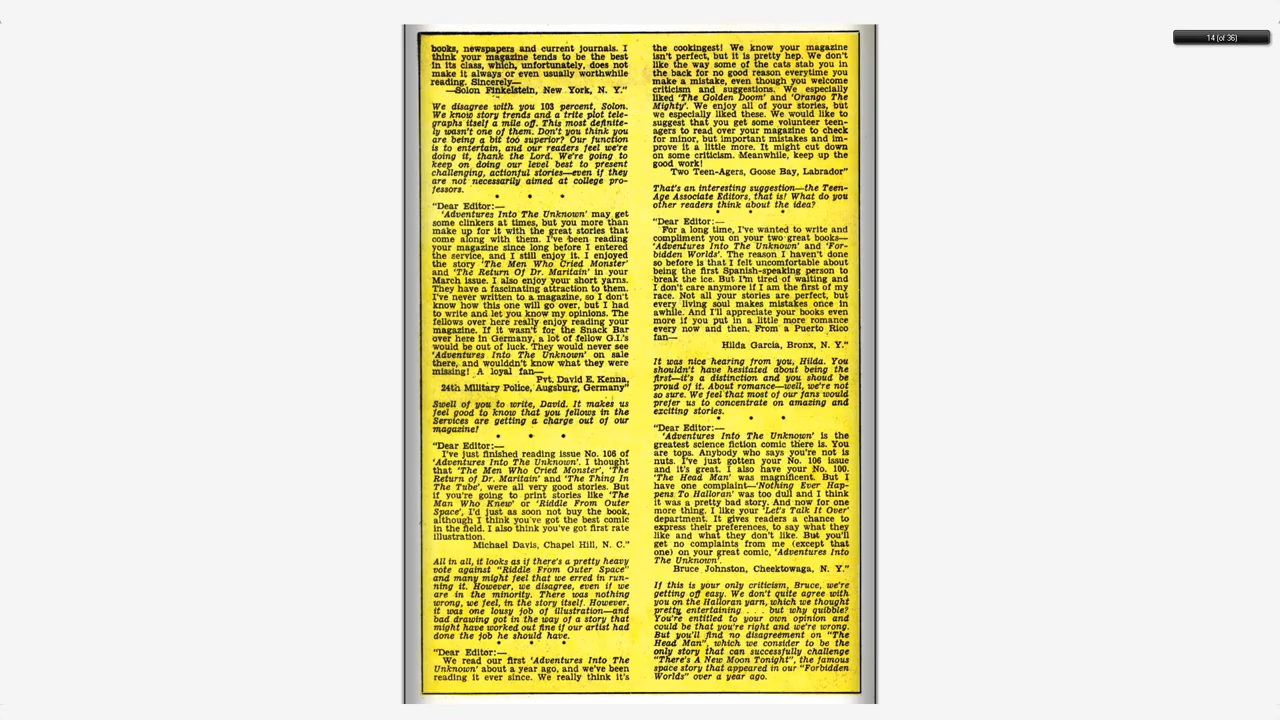 14 (of 36)
books, newspapers and current journals. I
think your magazine tends to be the best
in its class, which, unfortunately, does not
make it always or even usually worthwhile
reading. Sincerely—
—Solon Finkelstein, New York, N. Y."
We disagree with you 103 percent, Solon.
We know story trends and a trite plot tele-
graphs itself a mile off. This most definite-
ly wasn't one of them. Don't you think you
are being a bit too superior? Our function
is to entertain, and our readers feel we're
doing it, thank the Lord. We're going to
keep on doing our level best to present
challenging, actionful stories—even if they
are not necessarily aimed at college pro-
fessors.
* * *
"Dear Editor:—
'Adventures Into The Unknown' may get
some clinkers at times, but you more than
make up for it with the great stories that
come along with them. I've been reading
your magazine since long before I entered
the service, and I still enjoy it. I enjoyed
the story 'The Men Who Cried Monster'
and 'The Return Of Dr. Maritain' in your
March issue. I also enjoy your short yarns.
They have a fascinating attraction to them.
I've never written to a magazine, so I don't
know how this one will go over, but I had
to write and let you know my opinions. The
fellows over here really enjoy reading your
magazine. If it wasn't for the Snack Bar
over here in Germany, a lot of fellow G.I.'s
would be out of luck. They would never see
'Adventures Into The Unknown' on sale
there, and wouldn't know what they were
missing! A loyal fan—
Pvt. David E. Kenna,
24th Military Police, Augsburg, Germany"
Swell of you to write, David. It makes us
feel good to know that you fellows in the
Services are getting a charge out of our
magazine!
* * *
"Dear Editor:—
I've just finished reading issue No. 106 of
'Adventures Into The Unknown'. I thought
that 'The Men Who Cried Monster', 'The
Return of Dr. Maritain' and 'The Thing In
The Tube', were all very good stories. But
if you're going to print stories like 'The
Man Who Knew' or 'Riddle From Outer
Space', I'd just as soon not buy the book,
although I think you've got the best comic
in the field. I also think you've got first rate
illustration.
Michael Davis, Chapel Hill, N. C."
All in all, it looks as if there's a pretty heavy
vote against "Riddle From Outer Space"
and many might feel that we erred in run-
ning it. However, we disagree, even if we
are in the minority. There was nothing
wrong, we feel, in the story itself. However,
it was one lousy job of illustration—and
bad drawing got in the way of a story that
might have worked out fine if our artist had
done the job he should have.
* * *
"Dear Editor:—
We read our first 'Adventures Into The
Unknown' about a year ago, and we've been
reading it ever since. We really think it's
the cookingest! We know your magazine
isn't perfect, but it is pretty hep. We don't
like the way some of the cats stab you in
the back for no good reason everytime you
make a mistake, even though you welcome
criticism and suggestions. We especially
liked 'The Golden Doom' and 'Orango The
Mighty'. We enjoy all of your stories, but
we especially liked these. We would like to
suggest that you get some volunteer teen-
agers to read over your magazine to check
for minor, but important mistakes and im-
prove it a little more. It might cut down
on some criticism. Meanwhile, keep up the
good work!
Two Teen-Agers, Goose Bay, Labrador"
That's an interesting suggestion—the Teen-
Age Associate Editors, that is! What do you
other readers think about the idea?
* * *
"Dear Editor:—
For a long time, I've wanted to write and
compliment you on your two great books—
'Adventures Into The Unknown' and 'For-
bidden Worlds'. The reason I haven't done
so before is that I felt uncomfortable about
being the first Spanish-speaking person to
break the ice. But I'm tired of waiting and
I don't care anymore if I am the first of my
race. Not all your stories are perfect, but
every living soul makes mistakes once in
awhile. And I'll appreciate your books even
more if you put in a little more romance
every now and then. From a Puerto Rico
fan—
Hilda Garcia, Bronx, N. Y."
It was nice hearing from you, Hilda. You
shouldn't have hesitated about being the
first—it's a distinction and you shoud be
proud of it. About romance—well, we're not
so sure. We feel that most of our fans would
prefer us to concentrate on amazing and
exciting stories.
* * *
"Dear Editor:—
'Adventures Into The Unknown' is the
greatest science fiction comic there is. You
are tops. Anybody who says you're not is
nuts. I've just gotten your No. 106 issue
and it's great. I also have your No. 100.
'The Head Man' was magnificent. But I
have one complaint—'Nothing Ever Hap-
pens To Halloran' was too dull and I think
it was a pretty bad story. And now for one
more thing. I like your 'Let's Talk It Over'
department. It gives readers a chance to
express their preferences, to say what they
like and what they don't like. But you'll
get no complaints from me (except that
one) on your great comic, 'Adventures Into
The Unknown'.
Bruce Johnston, Cheektowaga, N. Y."
If this is your only criticism, Bruce, we're
getting off easy. We don't quite agree with
you on the Halloran yarn, which we thought
pretty entertaining . . . but why quibble?
You're entitled to your own opinion and
could be that you're right and we're wrong.
But you'll find no disagreement on "The
Head Man", which we consider to be the
only story that can successfully challenge
"There's A New Moon Tonight", the famous
space story that appeared in our "Forbidden
Worlds" over a year ago.